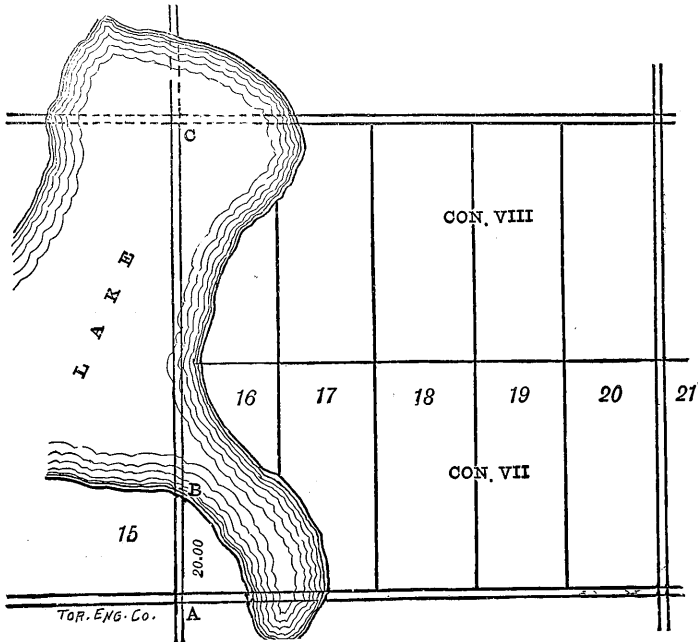 C
CON. VIII
LAKE
16 17 18 19 20 21
CON. VII
B
15
20.00
A
TOR. ENG. CO.